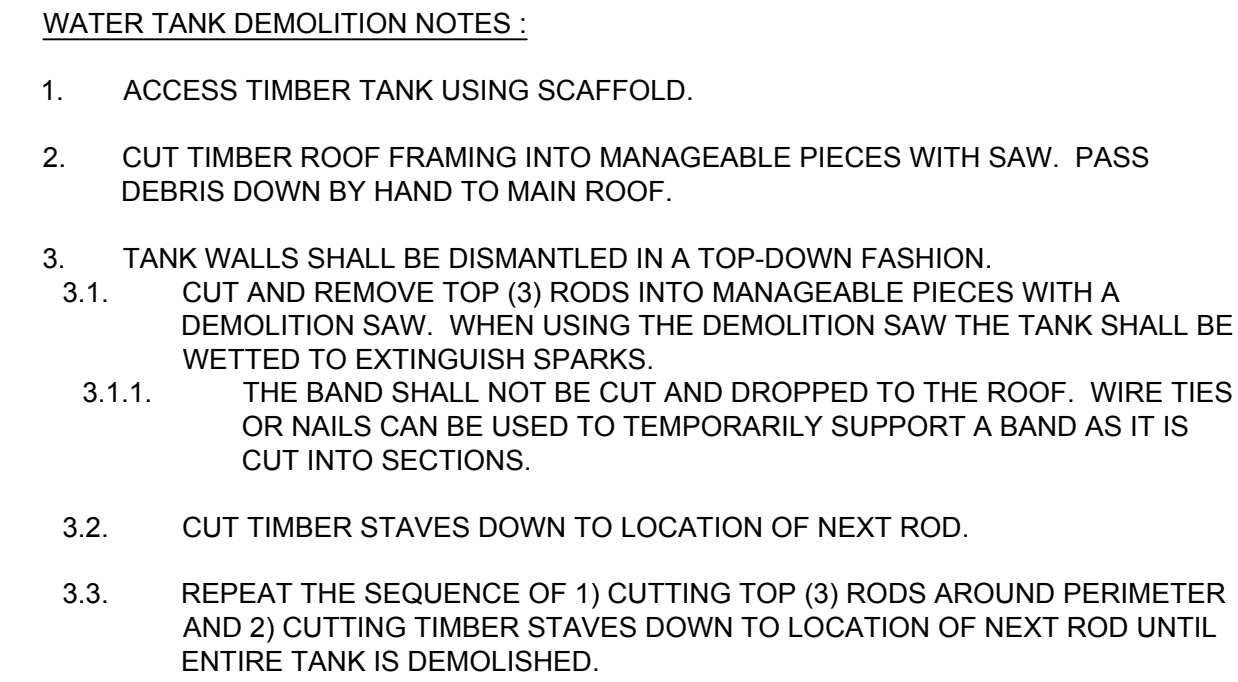 WATER TANK DEMOLITION NOTES :
1. ACCESS TIMBER TANK USING SCAFFOLD.
2. CUT TIMBER ROOF FRAMING INTO MANAGEABLE PIECES WITH SAW. PASS
DEBRIS DOWN BY HAND TO MAIN ROOF.
3. TANK WALLS SHALL BE DISMANTLED IN A TOP-DOWN FASHION.
3.1. CUT AND REMOVE TOP (3) RODS INTO MANAGEABLE PIECES WITH A
DEMOLITION SAW. WHEN USING THE DEMOLITION SAW THE TANK SHALL BE
WETTED TO EXTINGUISH SPARKS.
3.1.1. THE BAND SHALL NOT BE CUT AND DROPPED TO THE ROOF. WIRE TIES
OR NAILS CAN BE USED TO TEMPORARILY SUPPORT A BAND AS IT IS
CUT INTO SECTIONS.
3.2. CUT TIMBER STAVES DOWN TO LOCATION OF NEXT ROD.
3.3. REPEAT THE SEQUENCE OF 1) CUTTING TOP (3) RODS AROUND PERIMETER
AND 2) CUTTING TIMBER STAVES DOWN TO LOCATION OF NEXT ROD UNTIL
ENTIRE TANK IS DEMOLISHED.